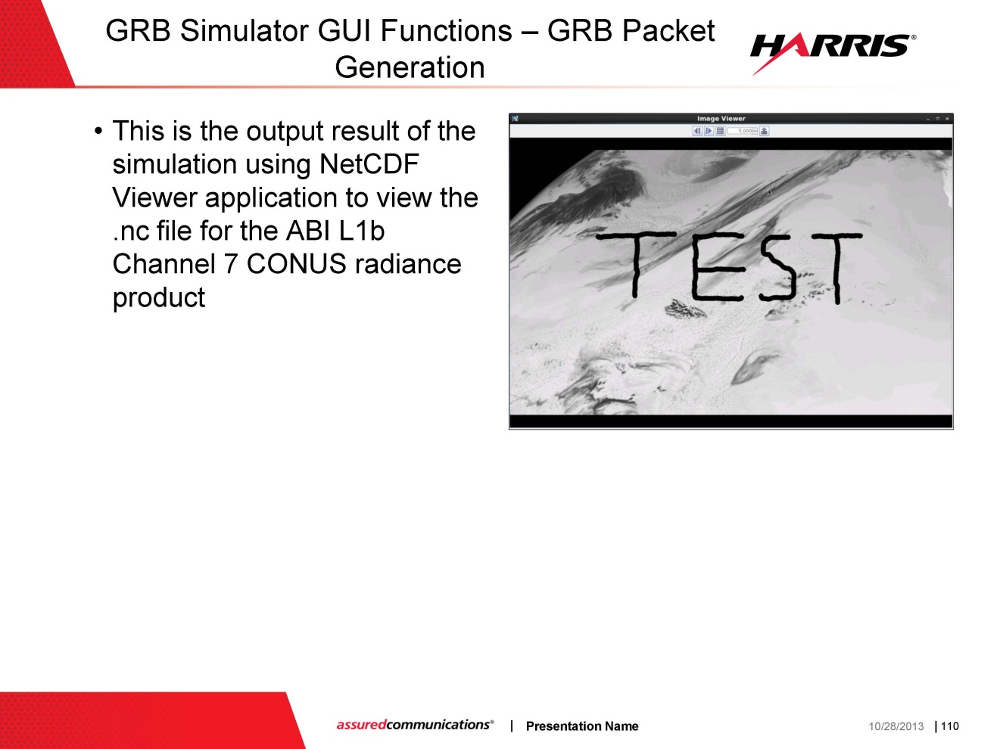 GRB Simulator GUI Functions – GRB Packet
Generation
HARRIS®
• This is the output result of the
simulation using NetCDF
Viewer application to view the
.nc file for the ABI L1b
Channel 7 CONUS radiance
product
Image Viewer
5,000
TEST
assuredcommunications®
| Presentation Name
10/28/2013 | 110